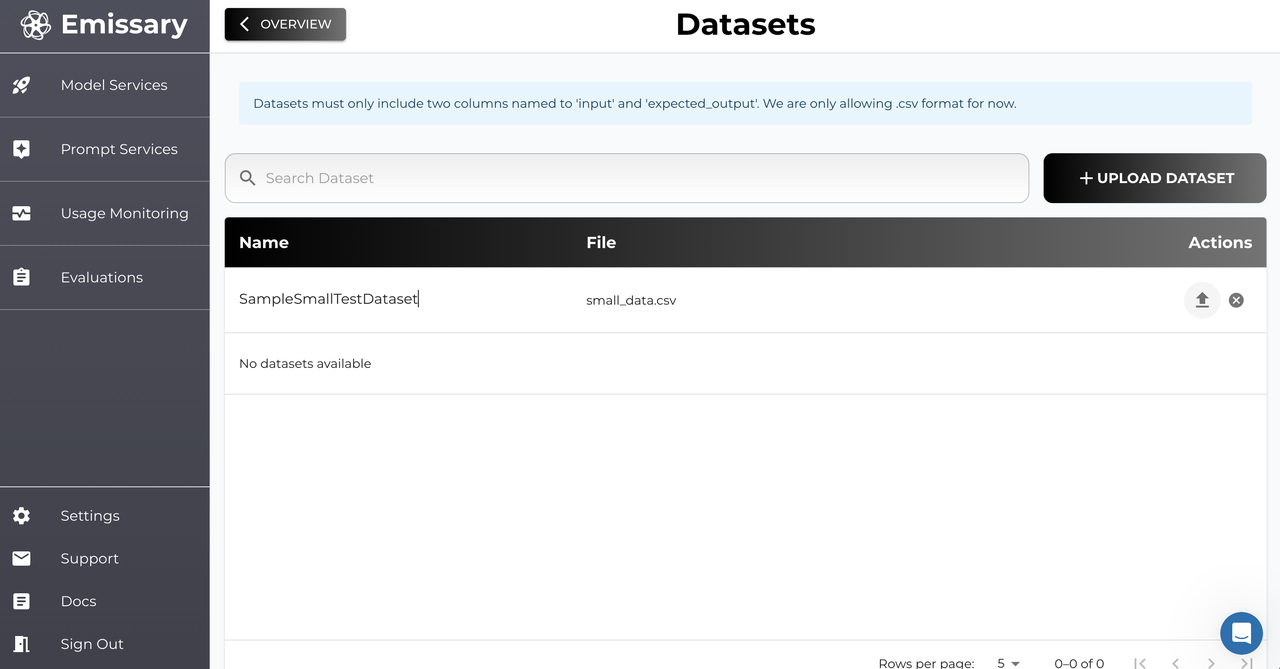 Emissary
OVERVIEW
Datasets
Model Services
Prompt Services
Usage Monitoring
Evaluations
Settings
Support
Docs
Sign Out
Datasets must only include two columns named to 'input' and 'expected_output'. We are only allowing .csv format for now.
Search Dataset
+ UPLOAD DATASET
Name File Actions
SampleSmallTestDataset small_data.csv
No datasets available
Rows per page: 5 0–0 of 0